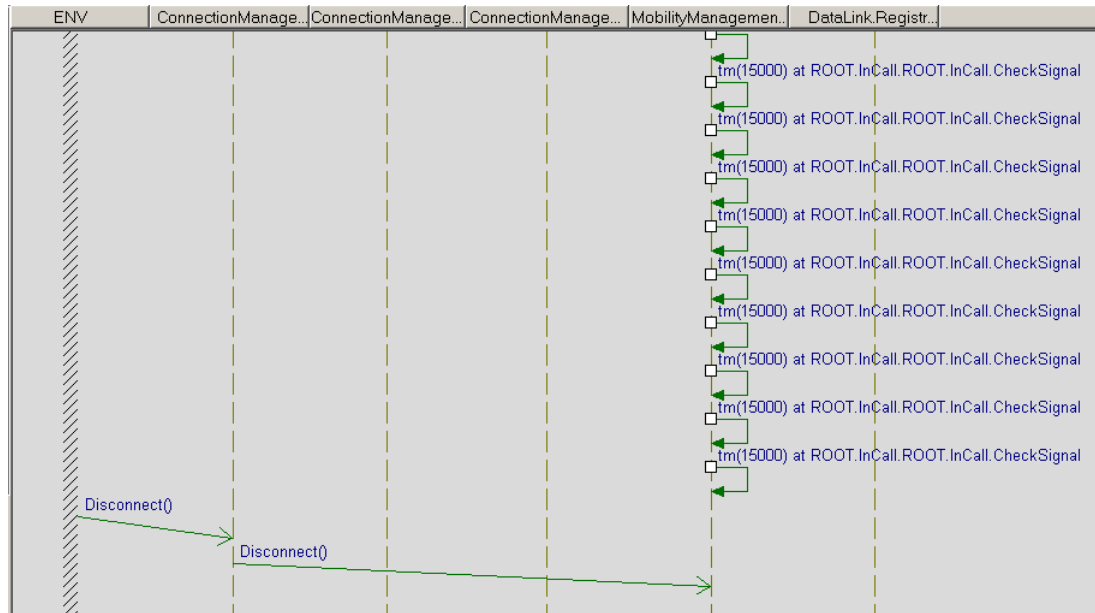 ENV
ConnectionManage...
ConnectionManage...
ConnectionManage...
MobilityManagemen...
DataLink.Registr...
tm(15000) at ROOT.InCall.ROOT.InCall.CheckSignal
tm(15000) at ROOT.InCall.ROOT.InCall.CheckSignal
tm(15000) at ROOT.InCall.ROOT.InCall.CheckSignal
tm(15000) at ROOT.InCall.ROOT.InCall.CheckSignal
tm(15000) at ROOT.InCall.ROOT.InCall.CheckSignal
tm(15000) at ROOT.InCall.ROOT.InCall.CheckSignal
tm(15000) at ROOT.InCall.ROOT.InCall.CheckSignal
tm(15000) at ROOT.InCall.ROOT.InCall.CheckSignal
tm(15000) at ROOT.InCall.ROOT.InCall.CheckSignal
Disconnect()
Disconnect()